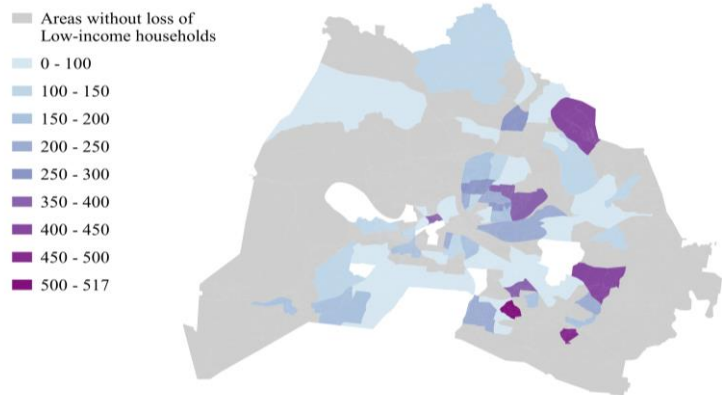 Areas without loss of
Low-income households
0 - 100
100 - 150
150 - 200
200 - 250
250 - 300
350 - 400
400 - 450
450 - 500
500 - 517